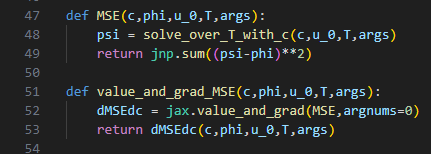 47 def MSE(c,phi,u_0,T,args):
48     psi = solve_over_T_with_c(c,u_0,T,args)
49     return jnp.sum((psi-phi)**2)
50
51 def value_and_grad_MSE(c,phi,u_0,T,args):
52     dMSEdc = jax.value_and_grad(MSE,argnums=0)
53     return dMSEdc(c,phi,u_0,T,args)
54